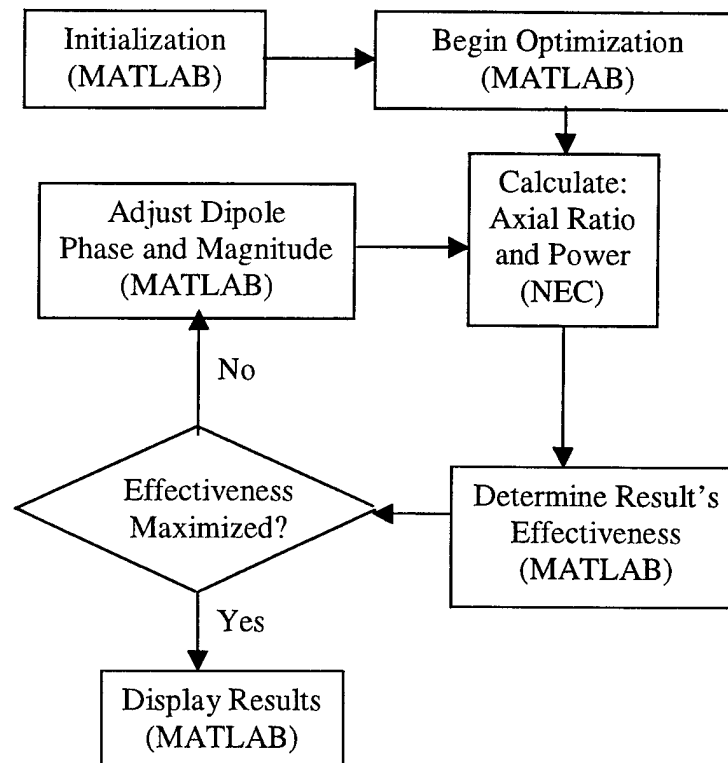 Initialization
(MATLAB)
Begin Optimization
(MATLAB)
Adjust Dipole
Phase and Magnitude
(MATLAB)
Calculate:
Axial Ratio
and Power
(NEC)
No
Effectiveness
Maximized?
Determine Result's
Effectiveness
(MATLAB)
Yes
Display Results
(MATLAB)